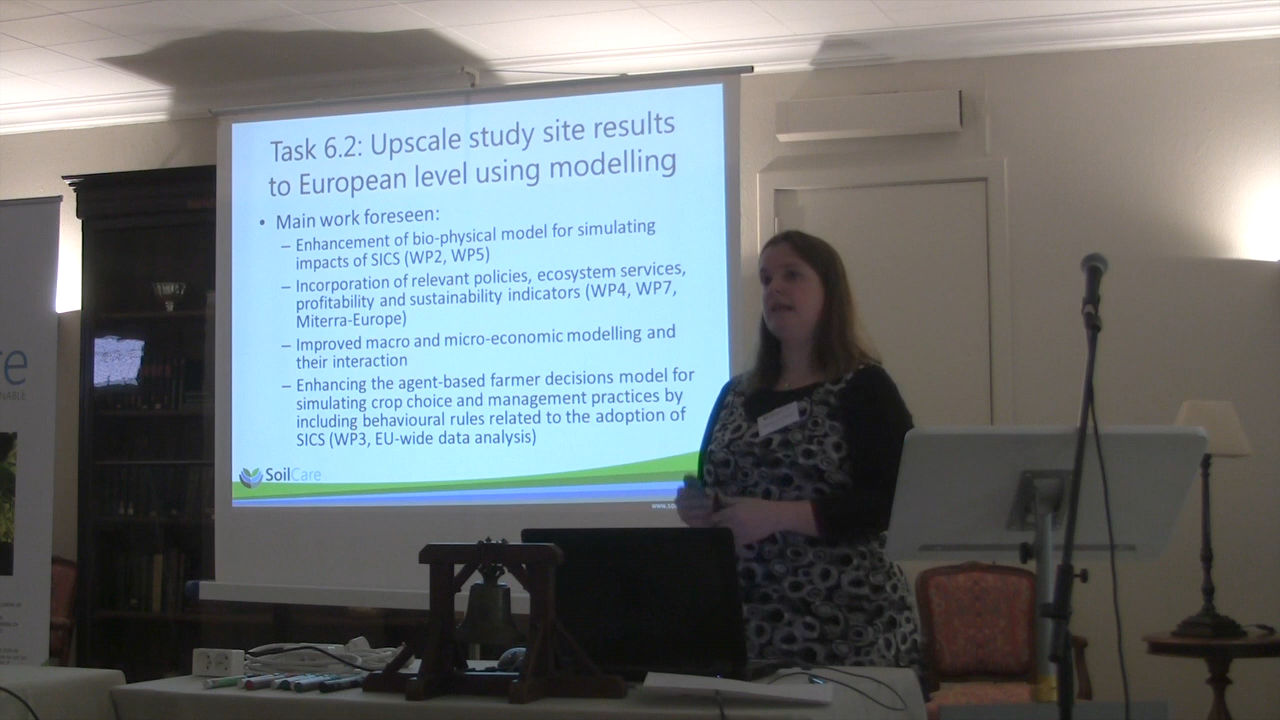 Task 6.2: Upscale study site results
to European level using modelling
• Main work foreseen:
– Enhancement of bio-physical model for simulating
impacts of SICS (WP2, WP5)
– Incorporation of relevant policies, ecosystem services,
profitability and sustainability indicators (WP4, WP7,
Miterra-Europe)
– Improved macro and micro-economic modelling and
their interaction
– Enhancing the agent-based farmer decisions model for
simulating crop choice and management practices by
including behavioural rules related to the adoption of
SICS (WP3, EU-wide data analysis)
SoilCare